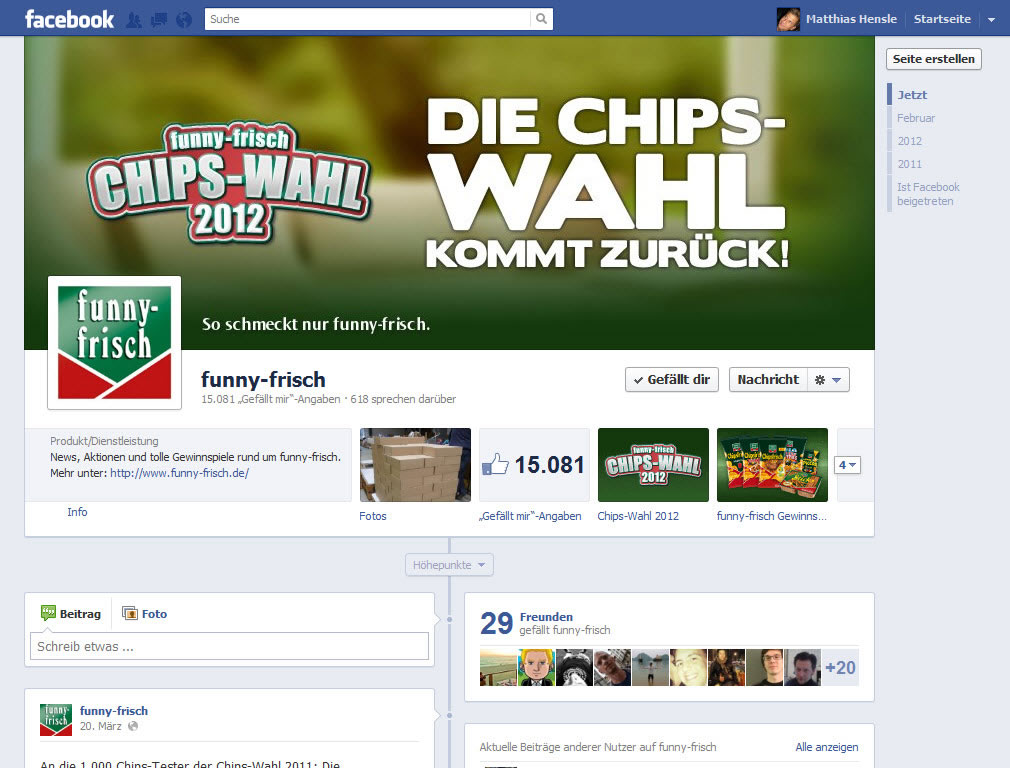 facebook
Suche
Matthias Hensle
Startseite
Seite erstellen
Jetzt
Februar
2012
2011
Ist Facebook
beigetreten
funny-frisch
CHIPS-WAHL
2012
DIE CHIPS-
WAHL
KOMMT ZURÜCK!
funny-
frisch
So schmeckt nur funny-frisch.
funny-frisch
15.081 „Gefällt mir“-Angaben · 618 sprechen darüber
Gefällt dir
Nachricht
Produkt/Dienstleistung
News, Aktionen und tolle Gewinnspiele rund um funny-frisch.
Mehr unter: http://www.funny-frisch.de/
Info
Fotos
15.081
„Gefällt mir“-Angaben
funny-frisch
CHIPS-WAHL
2012
Chips-Wahl 2012
funny-frisch Gewinns...
4
Höhepunkte
Beitrag
Foto
Schreib etwas ...
29
Freunden
gefällt funny-frisch
+20
funny-
frisch
funny-frisch
20. März
An die 1.000 Chips-Tester der Chips-Wahl 2011: Die
Aktuelle Beiträge anderer Nutzer auf funny-frisch
Alle anzeigen